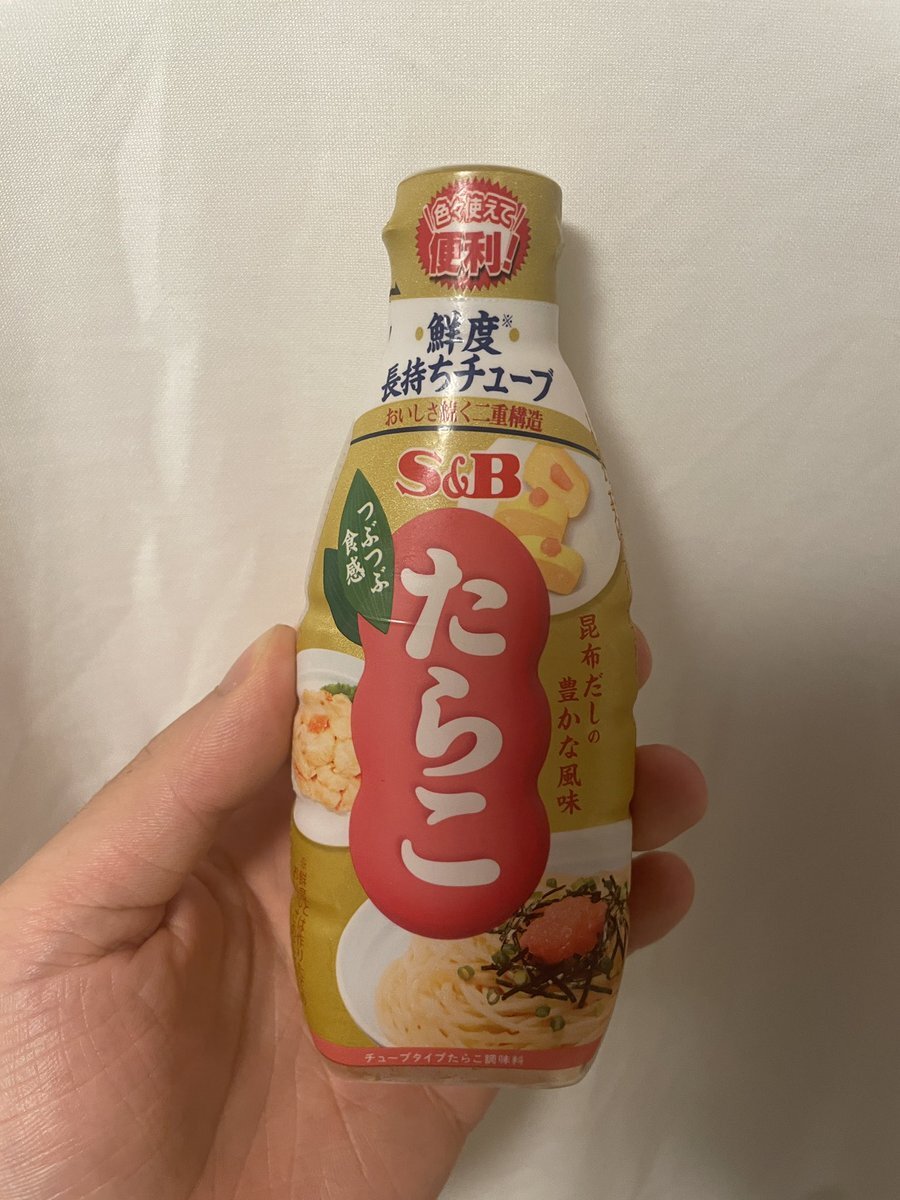 色々使えて
便利!
鮮度※
長持ちチューブ
おいしさ続く二重構造
S&B
つぶつぶ
食感
たらこ
昆布だしの
豊かな風味
チューブタイプたらこ調味料